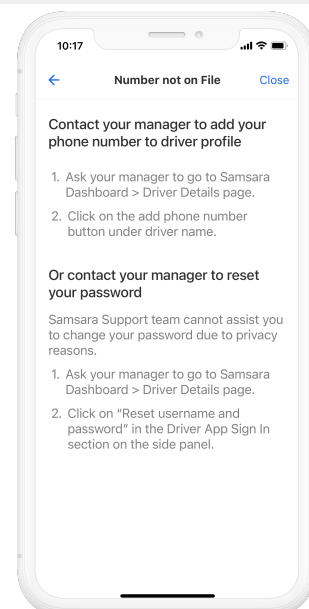 10:17
Number not on File
Close
Contact your manager to add your
phone number to driver profile
1. Ask your manager to go to Samsara
Dashboard > Driver Details page.
2. Click on the add phone number
button under driver name.
Or contact your manager to reset
your password
Samsara Support team cannot assist you
to change your password due to privacy
reasons.
1. Ask your manager to go to Samsara
Dashboard > Driver Details page.
2. Click on “Reset username and
password” in the Driver App Sign In
section on the side panel.